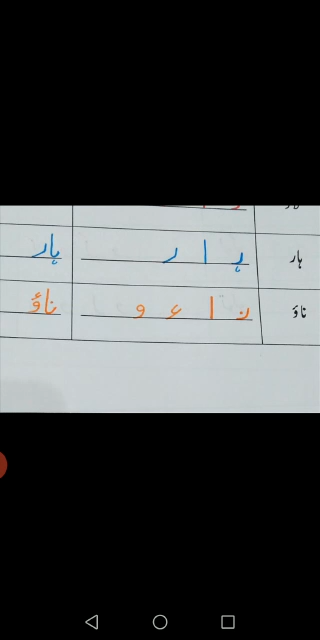 ہار ہ ا ر ہار
ناؤ ن ا ء و ناؤ